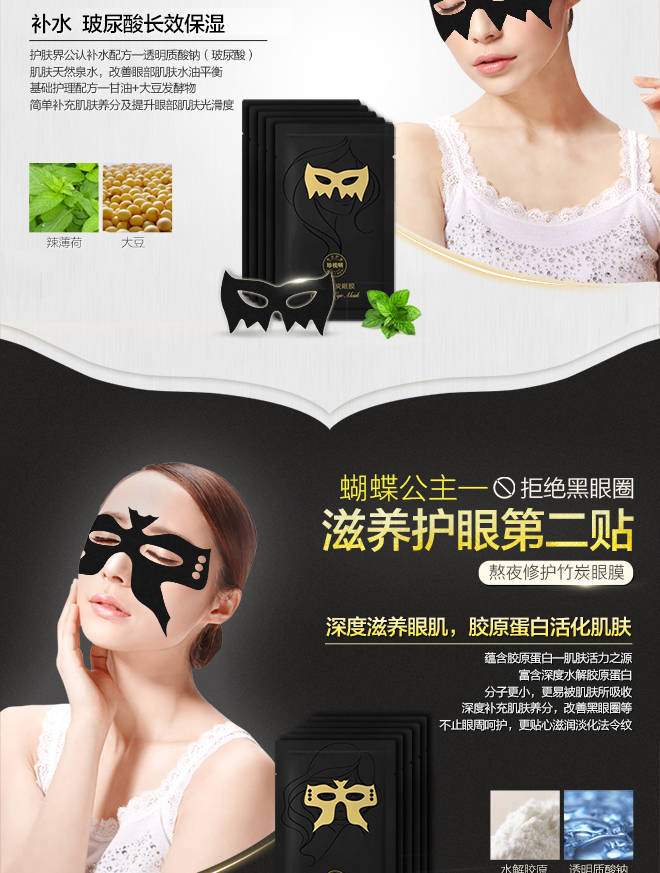 补水 玻尿酸长效保湿
护肤界公认补水配方一透明质酸钠（玻尿酸）
肌肤天然泉水，改善眼部肌肤水油平衡
基础护理配方一甘油+大豆发酵物
简单补充肌肤养分及提升眼部肌肤光滑度
辣薄荷
大豆
珍视明
炭眼膜
Eye Mask
蝴蝶公主一
拒绝黑眼圈
滋养护眼第二贴
熬夜修护竹炭眼膜
深度滋养眼肌，胶原蛋白活化肌肤
蕴含胶原蛋白一肌肤活力之源
富含深度水解胶原蛋白
分子更小，更易被肌肤所吸收
深度补充肌肤养分，改善黑眼圈等
不止眼周呵护，更贴心滋润淡化法令纹
水解胶原
透明质酸钠